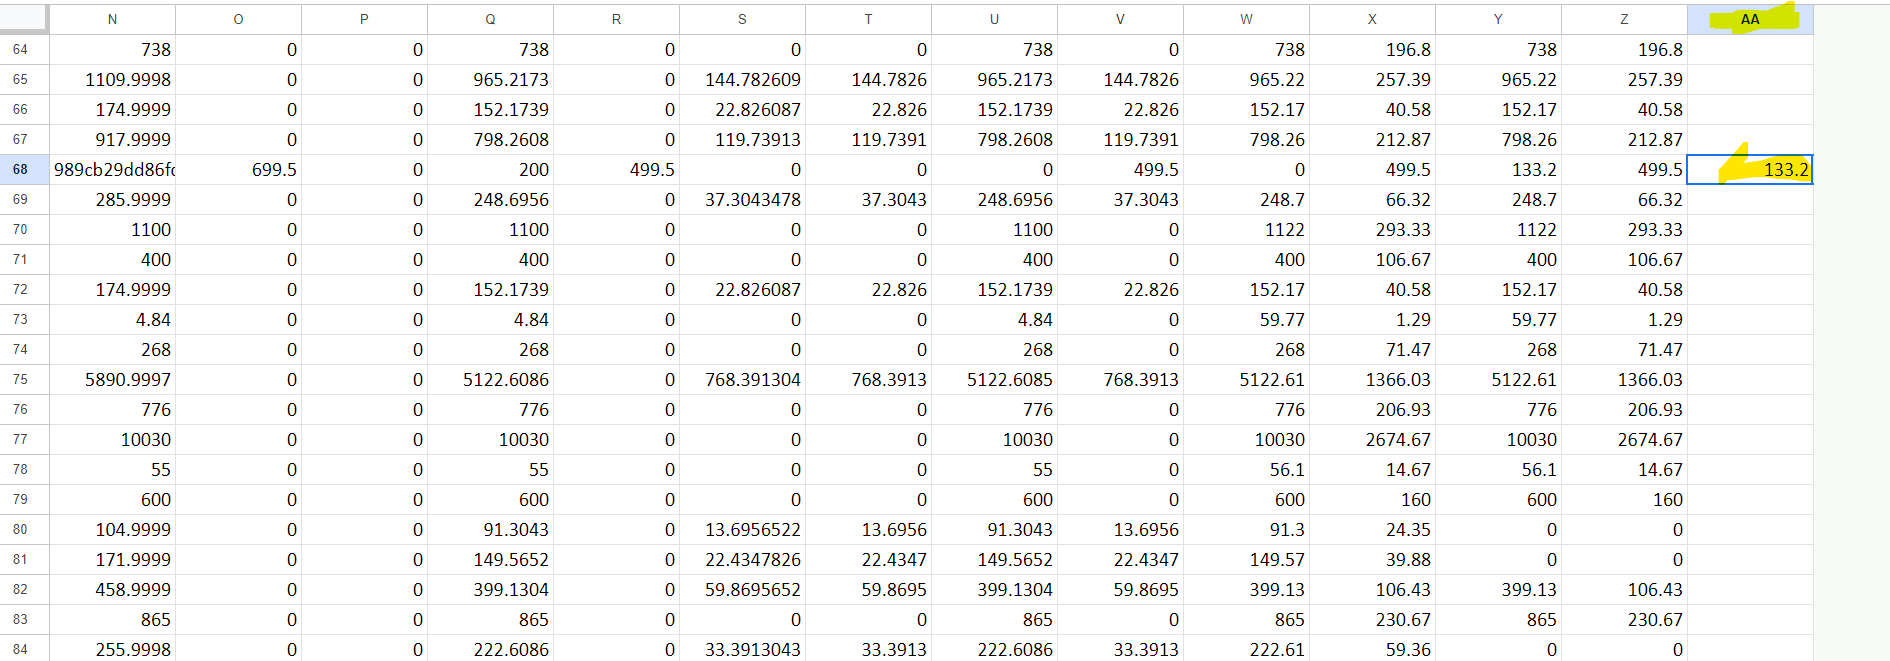 N O P Q R S T U V W X Y Z AA
64 738 0 0 738 0 0 0 738 0 738 196.8 738 196.8
65 1109.9998 0 0 965.2173 0 144.782609 144.7826 965.2173 144.7826 965.22 257.39 965.22 257.39
66 174.9999 0 0 152.1739 0 22.826087 22.826 152.1739 22.826 152.17 40.58 152.17 40.58
67 917.9999 0 0 798.2608 0 119.73913 119.7391 798.2608 119.7391 798.26 212.87 798.26 212.87
68 989cb29dd86fc 699.5 0 200 499.5 0 0 0 499.5 0 499.5 133.2 499.5 133.2
69 285.9999 0 0 248.6956 0 37.3043478 37.3043 248.6956 37.3043 248.7 66.32 248.7 66.32
70 1100 0 0 1100 0 0 0 1100 0 1122 293.33 1122 293.33
71 400 0 0 400 0 0 0 400 0 400 106.67 400 106.67
72 174.9999 0 0 152.1739 0 22.826087 22.826 152.1739 22.826 152.17 40.58 152.17 40.58
73 4.84 0 0 4.84 0 0 0 4.84 0 59.77 1.29 59.77 1.29
74 268 0 0 268 0 0 0 268 0 268 71.47 268 71.47
75 5890.9997 0 0 5122.6086 0 768.391304 768.3913 5122.6085 768.3913 5122.61 1366.03 5122.61 1366.03
76 776 0 0 776 0 0 0 776 0 776 206.93 776 206.93
77 10030 0 0 10030 0 0 0 10030 0 10030 2674.67 10030 2674.67
78 55 0 0 55 0 0 0 55 0 56.1 14.67 56.1 14.67
79 600 0 0 600 0 0 0 600 0 600 160 600 160
80 104.9999 0 0 91.3043 0 13.6956522 13.6956 91.3043 13.6956 91.3 24.35 0 0
81 171.9999 0 0 149.5652 0 22.4347826 22.4347 149.5652 22.4347 149.57 39.88 0 0
82 458.9999 0 0 399.1304 0 59.8695652 59.8695 399.1304 59.8695 399.13 106.43 399.13 106.43
83 865 0 0 865 0 0 0 865 0 865 230.67 865 230.67
84 255.9998 0 0 222.6086 0 33.3913043 33.3913 222.6086 33.3913 222.61 59.36 0 0